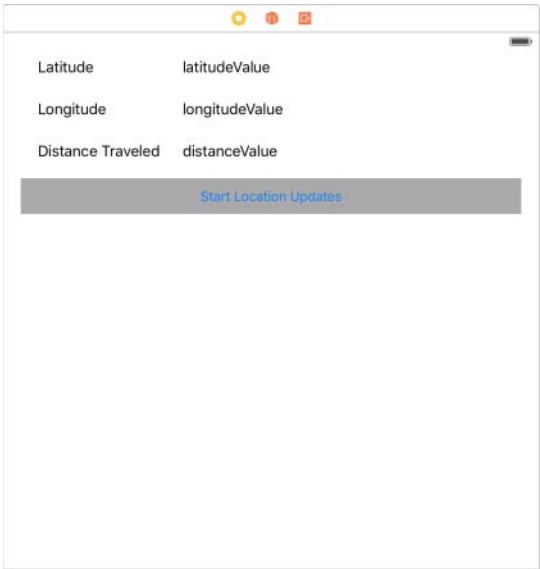 Latitude latitudeValue
Longitude longitudeValue
Distance Traveled distanceValue
Start Location Updates